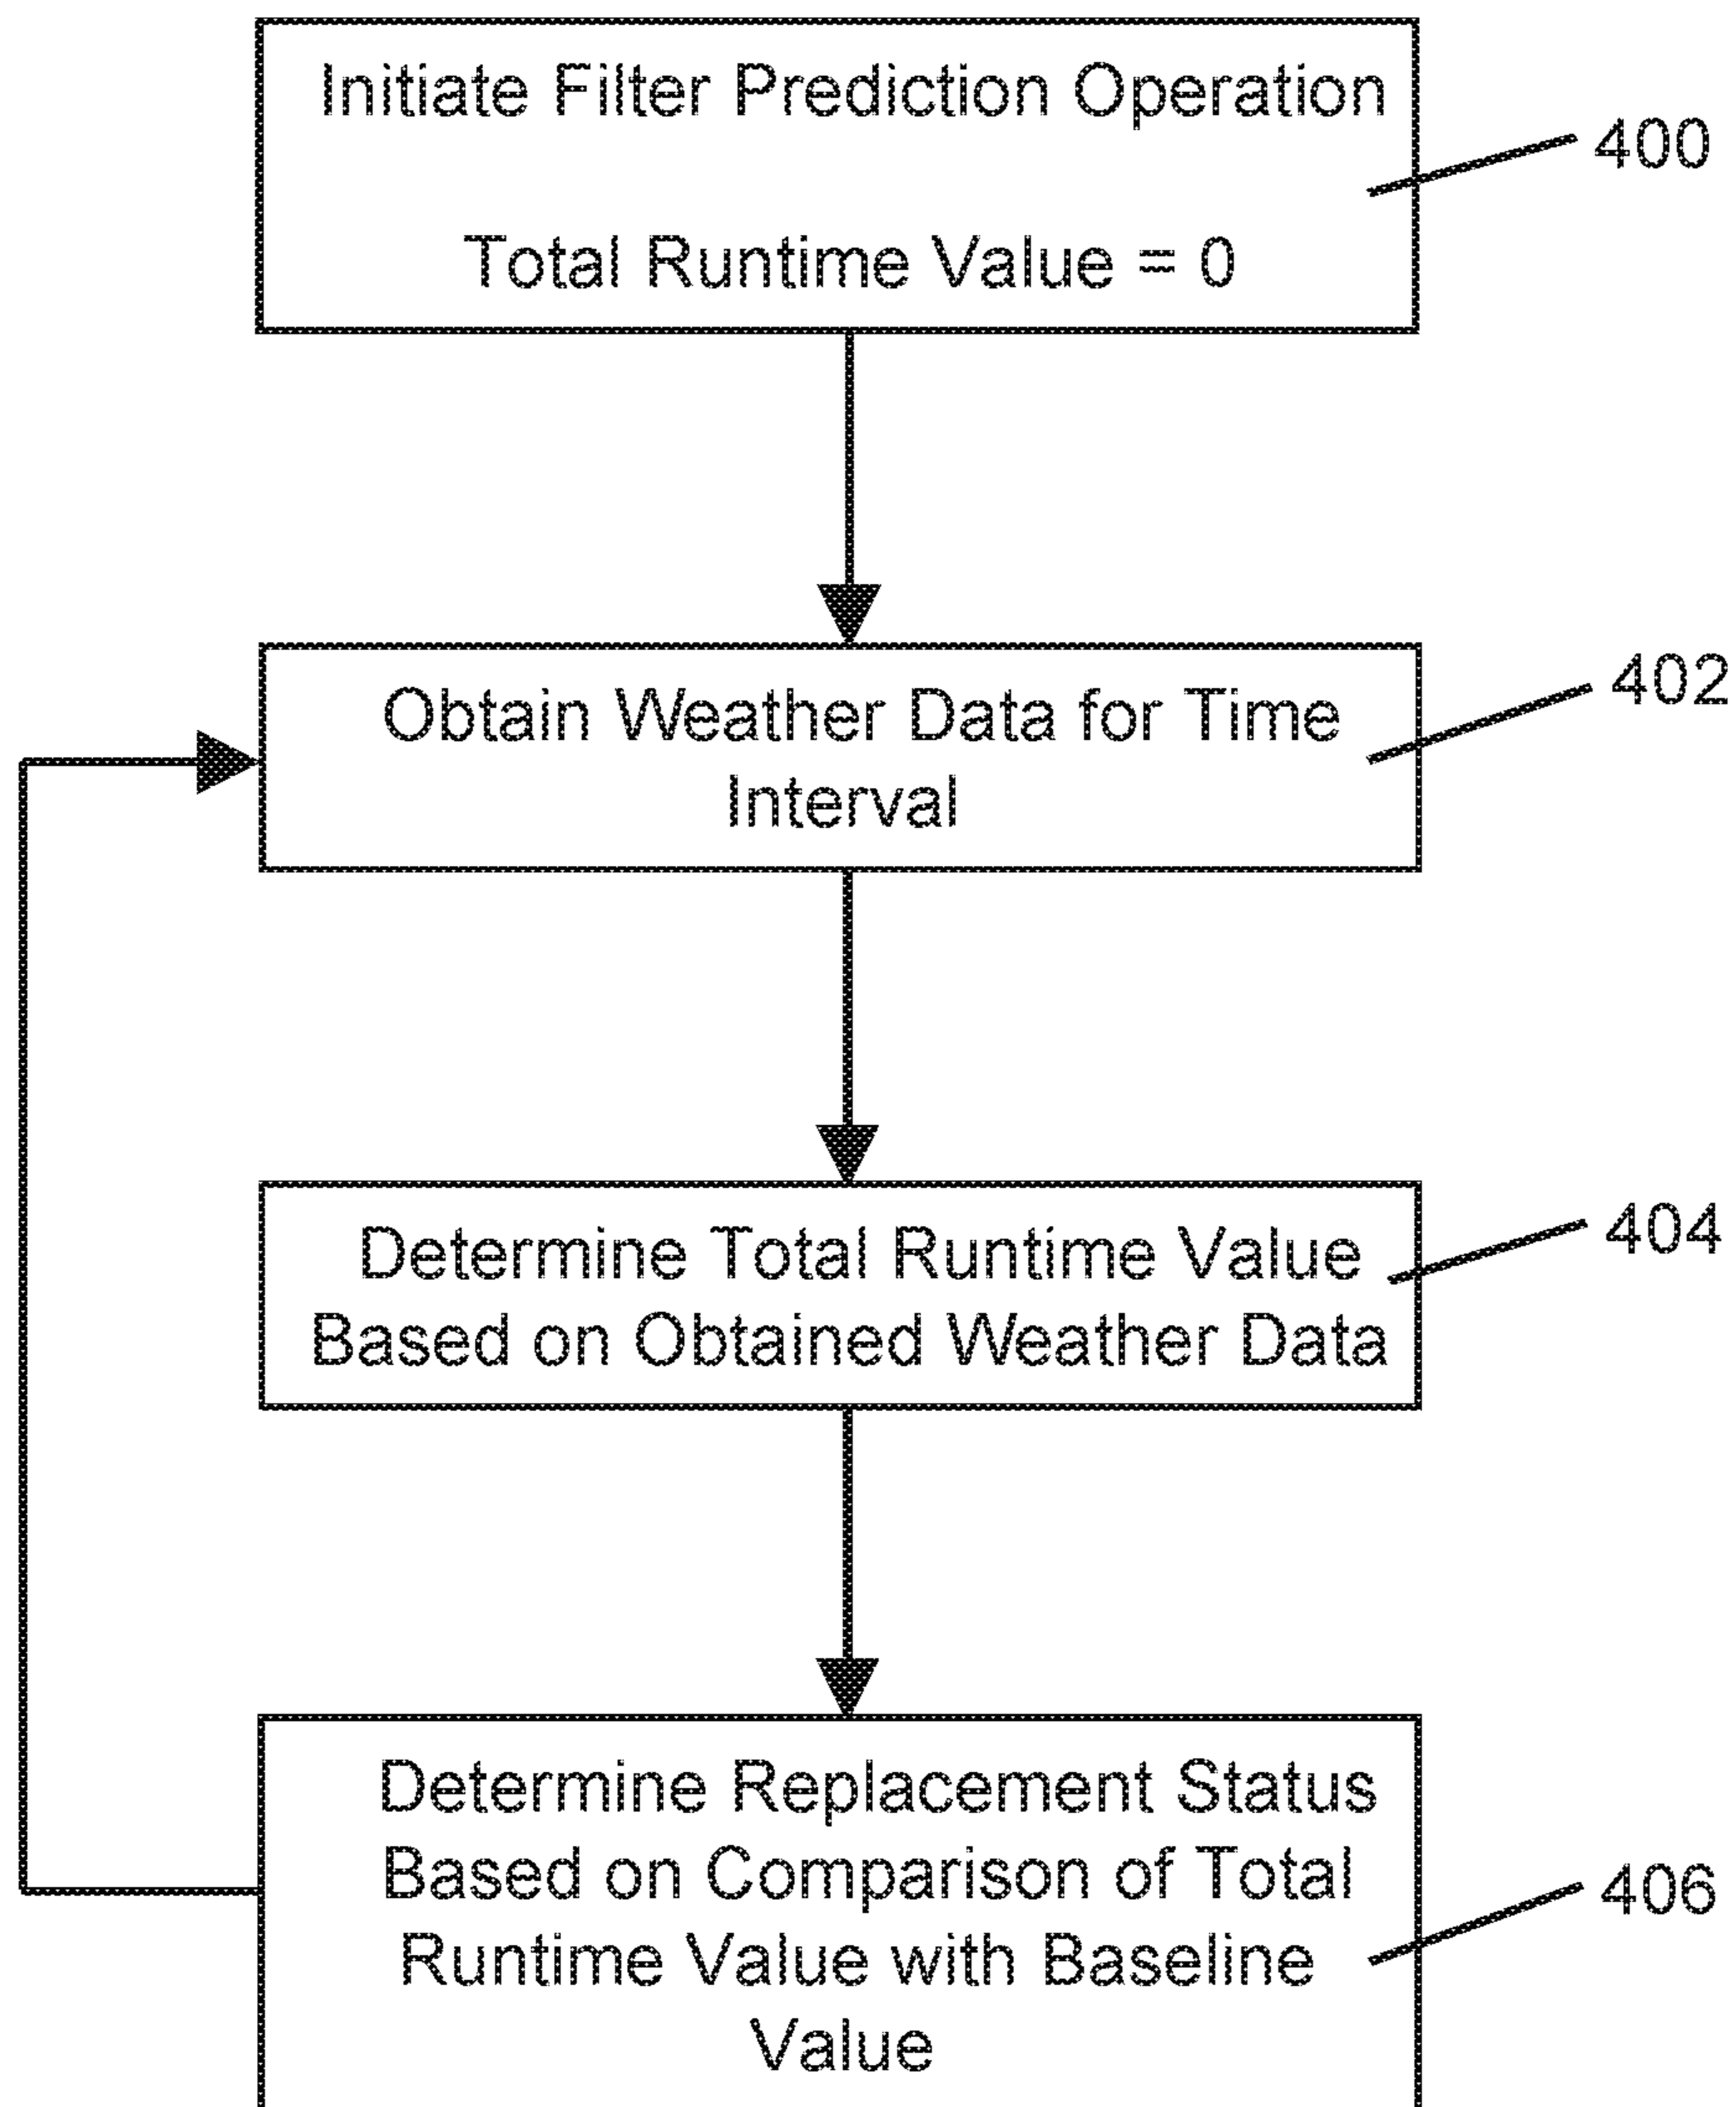 Initiate Filter Prediction Operation
400
Total Runtime Value = 0
Obtain Weather Data for Time
402
Interval
Determine Total Runtime Value
404
Based on Obtained Weather Data
Determine Replacement Status
Based on Comparison of Total
406
Runtime Value with Baseline
Value